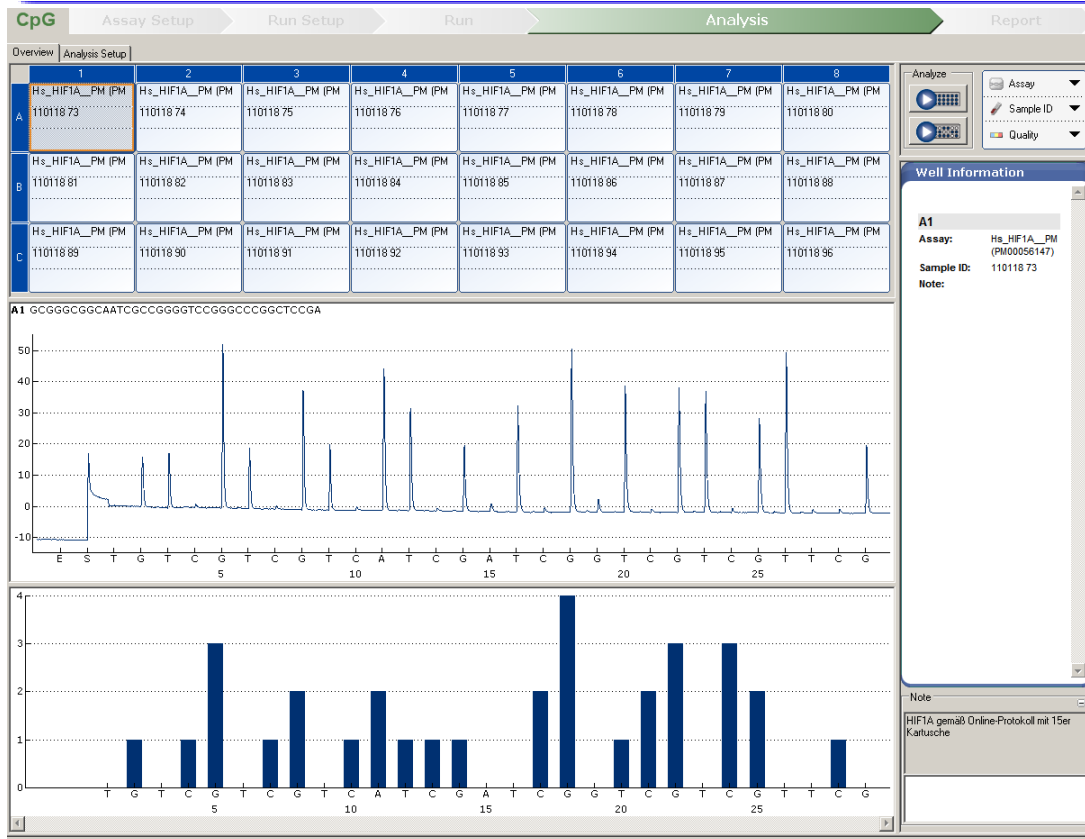 CpG Assay Setup Run Setup Run Analysis Report
Overview Analysis Setup
1 2 3 4 5 6 7 8
A
Hs_HIF1A__PM (PM Hs_HIF1A__PM (PM Hs_HIF1A__PM (PM Hs_HIF1A__PM (PM Hs_HIF1A__PM (PM Hs_HIF1A__PM (PM Hs_HIF1A__PM (PM Hs_HIF1A__PM (PM
110118 73 110118 74 110118 75 110118 76 110118 77 110118 78 110118 79 110118 80
B
Hs_HIF1A__PM (PM Hs_HIF1A__PM (PM Hs_HIF1A__PM (PM Hs_HIF1A__PM (PM Hs_HIF1A__PM (PM Hs_HIF1A__PM (PM Hs_HIF1A__PM (PM Hs_HIF1A__PM (PM
110118 81 110118 82 110118 83 110118 84 110118 85 110118 86 110118 87 110118 88
C
Hs_HIF1A__PM (PM Hs_HIF1A__PM (PM Hs_HIF1A__PM (PM Hs_HIF1A__PM (PM Hs_HIF1A__PM (PM Hs_HIF1A__PM (PM Hs_HIF1A__PM (PM Hs_HIF1A__PM (PM
110118 89 110118 90 110118 91 110118 92 110118 93 110118 94 110118 95 110118 96
A1 GCGGGCGGCAATCGCCGGGGTCCGGGCCCGGCTCCGA
50
40
30
20
10
0
-10
E S T G T C G T C G T C A T C G A T C G G T C G T C G T T C G
5 10 15 20 25
4
3
2
1
0
T G T C G T C G T C A T C G A T C G G T C G T C G T T C G
5 10 15 20 25
Analyze
Assay
Sample ID
Quality
Well Information
A1
Assay: Hs_HIF1A__PM
(PM00056147)
Sample ID: 110118 73
Note:
Note
HIF1A gemäß Online-Protokoll mit 15er
Kartusche